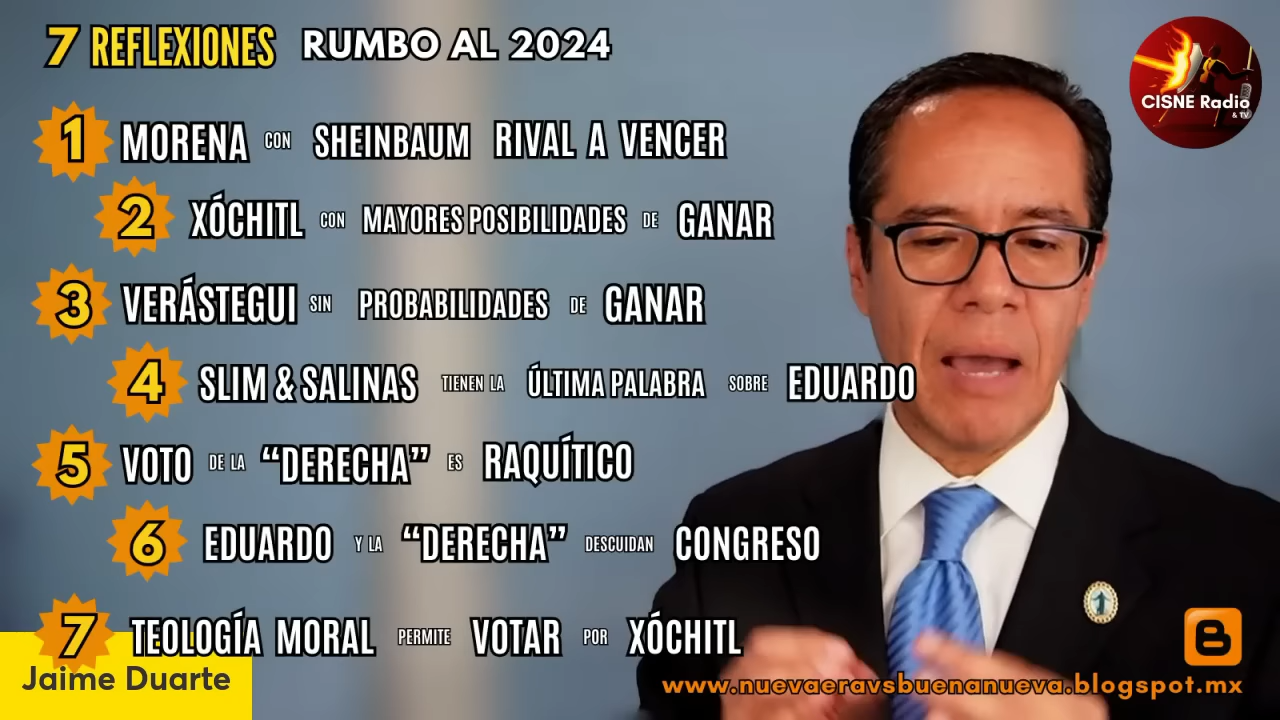 7 REFLEXIONES RUMBO AL 2024
CISNE Radio
& TV
1 MORENA CON SHEINBAUM RIVAL A VENCER
2 XÓCHITL CON MAYORES POSIBILIDADES DE GANAR
3 VERÁSTEGUI SIN PROBABILIDADES DE GANAR
4 SLIM & SALINAS TIENEN LA ÚLTIMA PALABRA SOBRE EDUARDO
5 VOTO DE LA “DERECHA” ES RAQUÍTICO
6 EDUARDO Y LA “DERECHA” DESCUIDAN CONGRESO
7 TEOLOGÍA MORAL PERMITE VOTAR POR XÓCHITL
Jaime Duarte
www.nuevaeravsbuenanueva.blogspot.mx